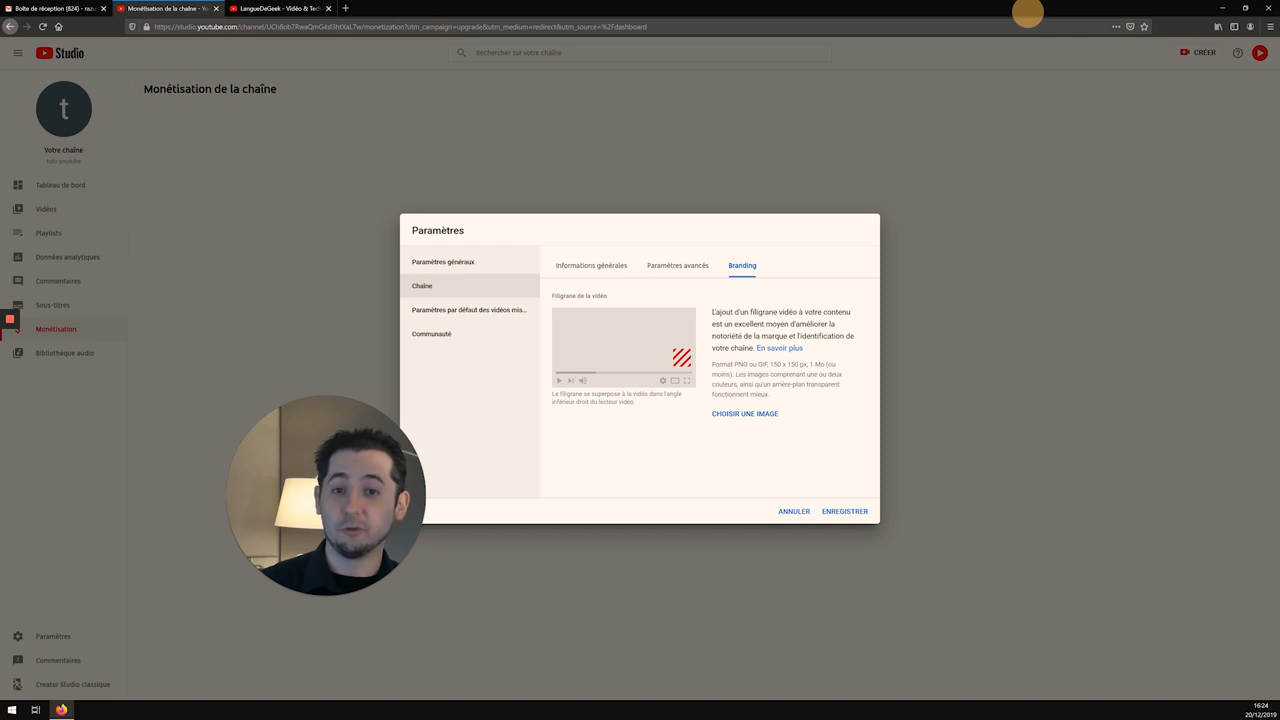 Boîte de réception (824) - razu
Monétisation de la chaîne - Yo
LangueDeGeek - Vidéo & Tech
https://studio.youtube.com/channel/
Studio
Rechercher sur votre chaîne
CRÉER
t
Votre chaîne
tuto youtube
Tableau de bord
Vidéos
Playlists
Données analytiques
Commentaires
Sous-titres
Monétisation
Bibliothèque audio
Paramètres
Commentaires
Creator Studio classique
Monétisation de la chaîne
Paramètres
Paramètres généraux
Chaîne
Paramètres par défaut des vidéos mis...
Communauté
Informations générales
Paramètres avancés
Branding
Filigrane de la vidéo
Le filigrane se superpose à la vidéo dans l'angle
inférieur droit du lecteur vidéo.
L'ajout d'un filigrane vidéo à votre contenu
est un excellent moyen d'améliorer la
notoriété de la marque et l'identification de
votre chaîne. En savoir plus
Format PNG ou GIF, 150 x 150 px, 1 Mo (ou
moins). Les images comprenant une ou deux
couleurs, ainsi qu'un arrière-plan transparent
fonctionnent mieux.
CHOISIR UNE IMAGE
ANNULER
ENREGISTRER
16:24
20/12/2019